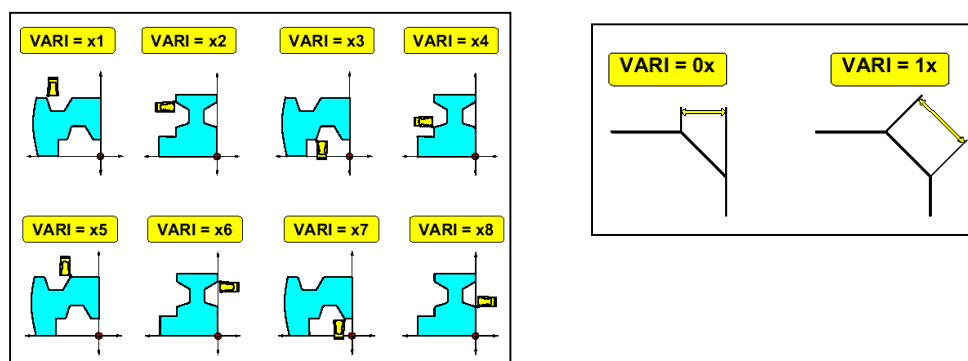 VARI = x1
VARI = x2
VARI = x3
VARI = x4
VARI = x5
VARI = x6
VARI = x7
VARI = x8
VARI = 0x
VARI = 1x